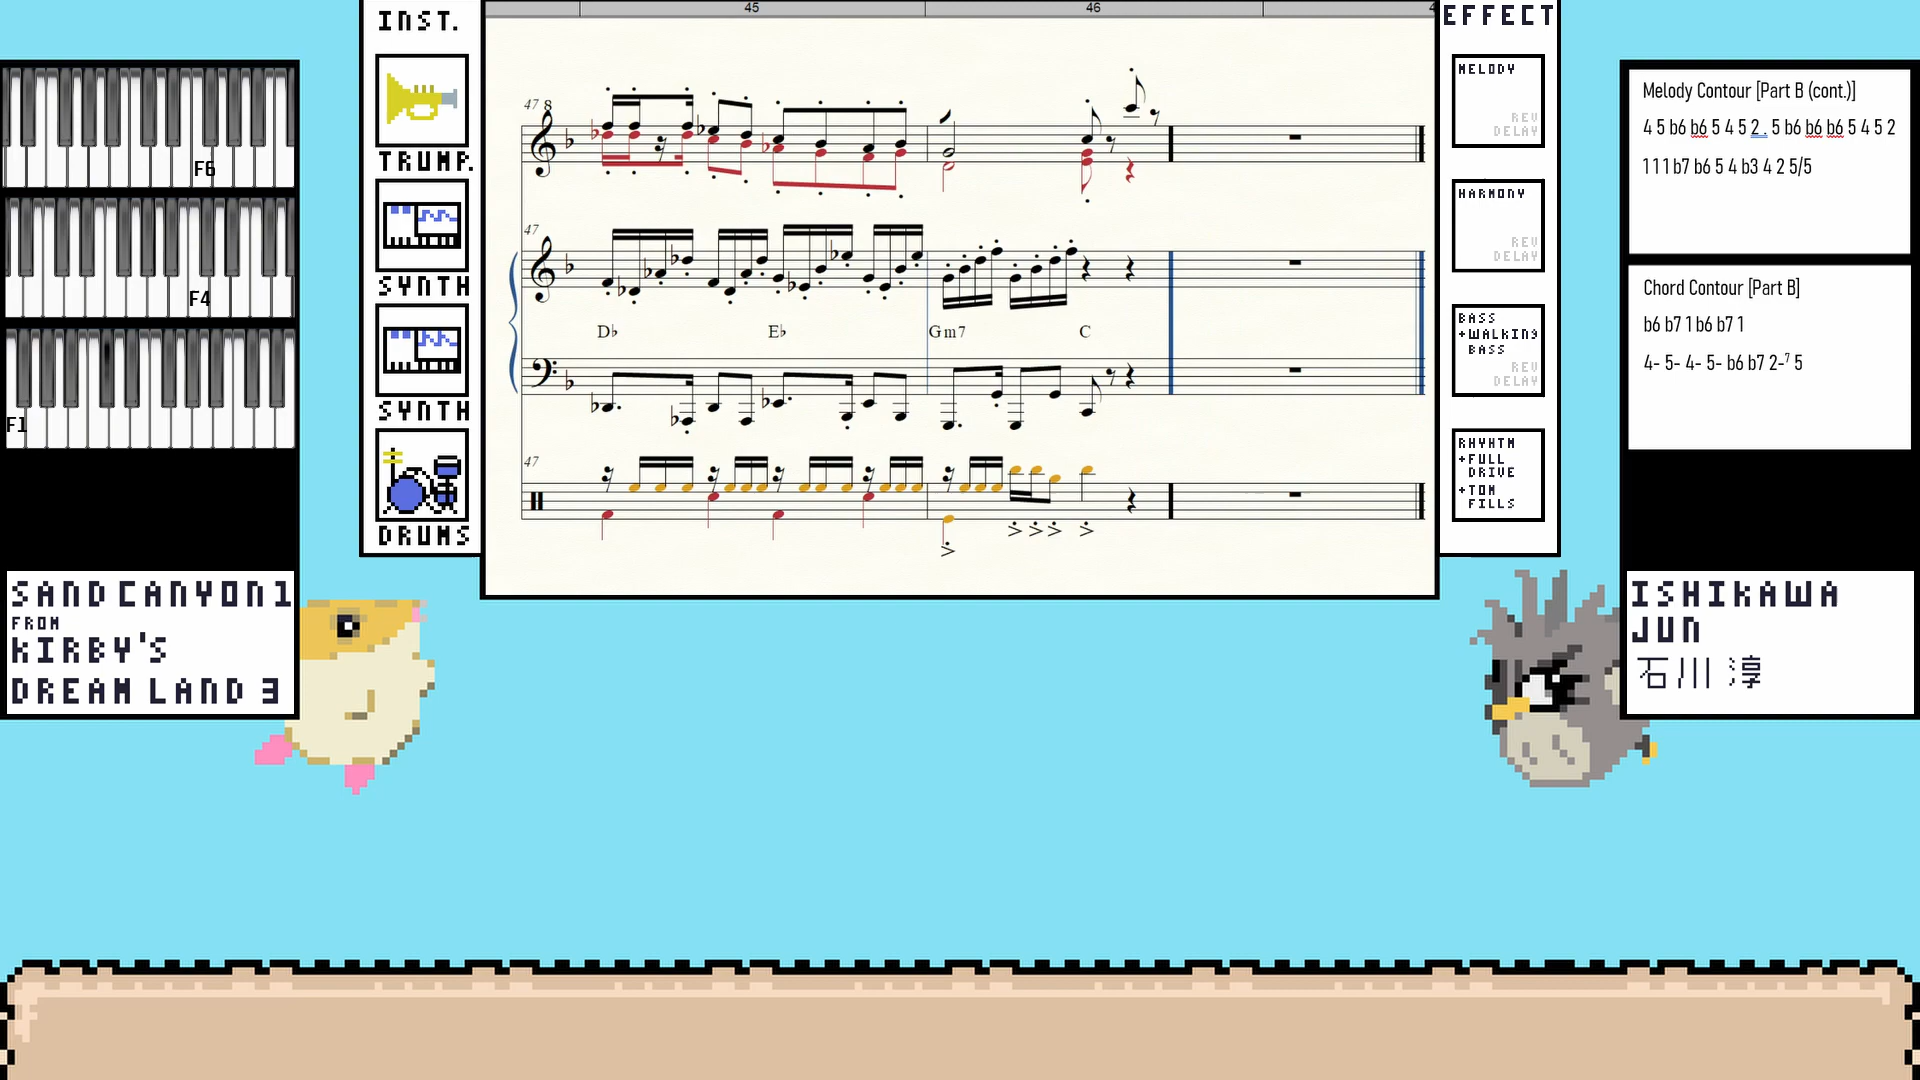 INST.
TRUMP.
SYNTH
SYNTH
DRUMS
45
46
47
8
47
D♭ E♭ Gm7 C
47
EFFECT
MELODY
REV
DELAY
HARMONY
REV
DELAY
BASS
+WALKING
BASS
REV
DELAY
RHYHTM
+FULL
DRIVE
+TOM
FILLS
F6
F4
F1
Melody Contour [Part B (cont.)]
4 5 b6 b6 5 4 5 2 . 5 b6 b6 b6 5 4 5 2
1 1 1 b7 b6 5 4 b3 4 2 5/5
Chord Contour [Part B]
b6 b7 1 b6 b7 1
4- 5- 4- 5- b6 b7 2-⁷ 5
SAND CANYON 1
FROM
KIRBY'S
DREAM LAND 3
ISHIKAWA
JUN
石川 淳